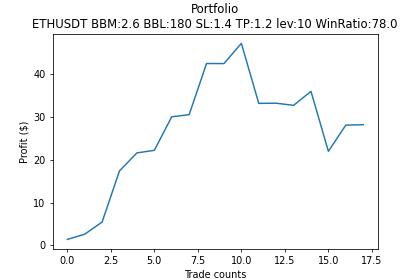 Portfolio
ETHUSDT BBM:2.6 BBL:180 SL:1.4 TP:1.2 lev:10 WinRatio:78.0
Profit ($)
40
30
20
10
0
0.0 2.5 5.0 7.5 10.0 12.5 15.0 17.5
Trade counts